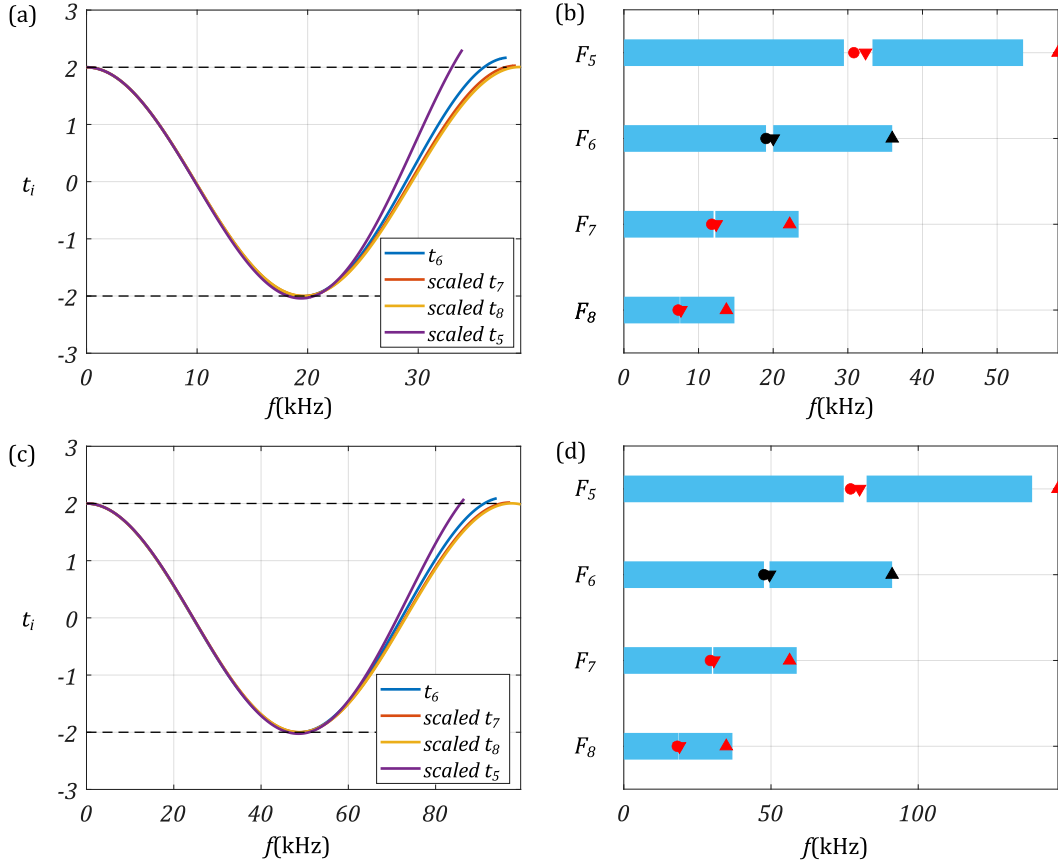 (a)
3
2
1
0
-1
-2
-3
t_i
0
10
20
30
f(kHz)
t_6
scaled t_7
scaled t_8
scaled t_5
(b)
F_5
F_6
F_7
F_8
0
10
20
30
40
50
f(kHz)
(c)
3
2
1
0
-1
-2
-3
t_i
0
20
40
60
80
f(kHz)
t_6
scaled t_7
scaled t_8
scaled t_5
(d)
F_5
F_6
F_7
F_8
0
50
100
f(kHz)